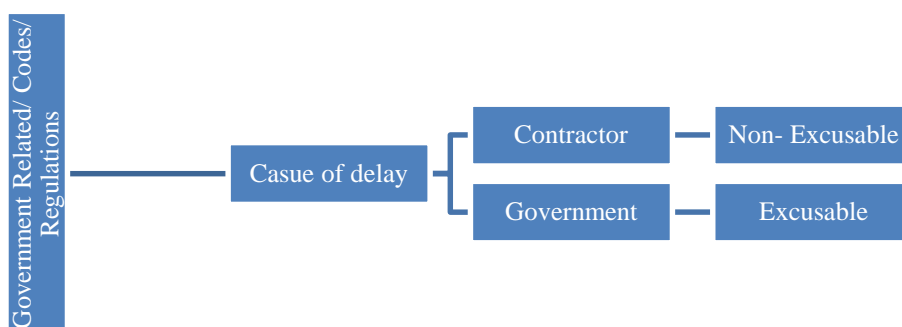 Government Related/ Codes/
Regulations
Casue of delay
Contractor
Non- Excusable
Government
Excusable